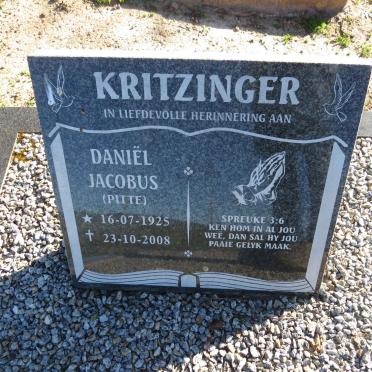 KRITZINGER
IN LIEFDEVOLLE HERINNERING AAN
DANIËL
JACOBUS
(PITTE)
★ 16-07-1925
✝ 23-10-2008
SPREUKE 3:6
KEN HOM IN AL JOU
WEË, DAN SAL HY JOU
PAAIE GELYK MAAK.